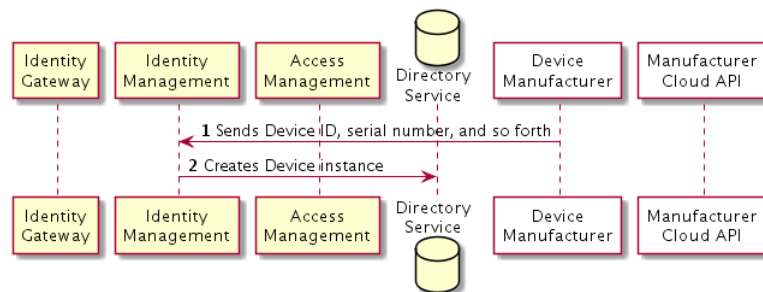 Identity
Gateway
Identity
Management
Access
Management
Directory
Service
Device
Manufacturer
Manufacturer
Cloud API
1 Sends Device ID, serial number, and so forth
2 Creates Device instance
Identity
Gateway
Identity
Management
Access
Management
Directory
Service
Device
Manufacturer
Manufacturer
Cloud API